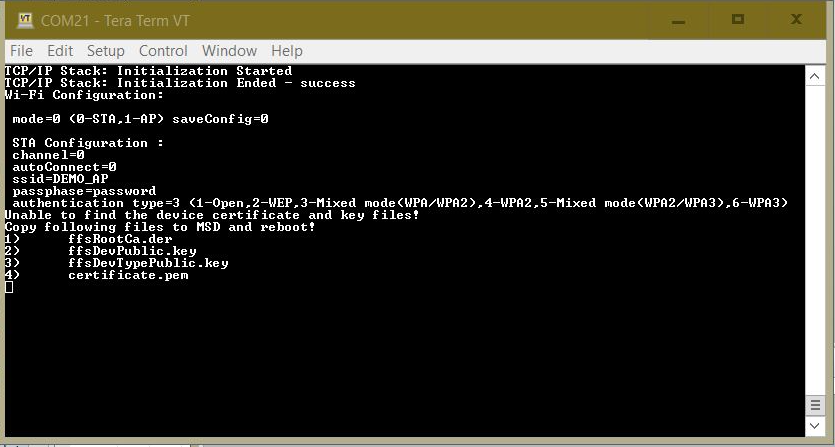 COM21 - Tera Term VT
File Edit Setup Control Window Help
TCP/IP Stack: Initialization Started
TCP/IP Stack: Initialization Ended - success
Wi-Fi Configuration:
mode=0 (0-STA,1-AP) saveConfig=0
STA Configuration :
channel=0
autoConnect=0
ssid=DEMO_AP
passphase=password
authentication type=3 (1-Open,2-WEP,3-Mixed mode(WPA/WPA2),4-WPA2,5-Mixed mode(WPA2/WPA3),6-WPA3)
Unable to find the device certificate and key files!
Copy following files to MSD and reboot!
1) ffsRootCa.der
2) ffsDevPublic.key
3) ffsDevTypePublic.key
4) certificate.pem